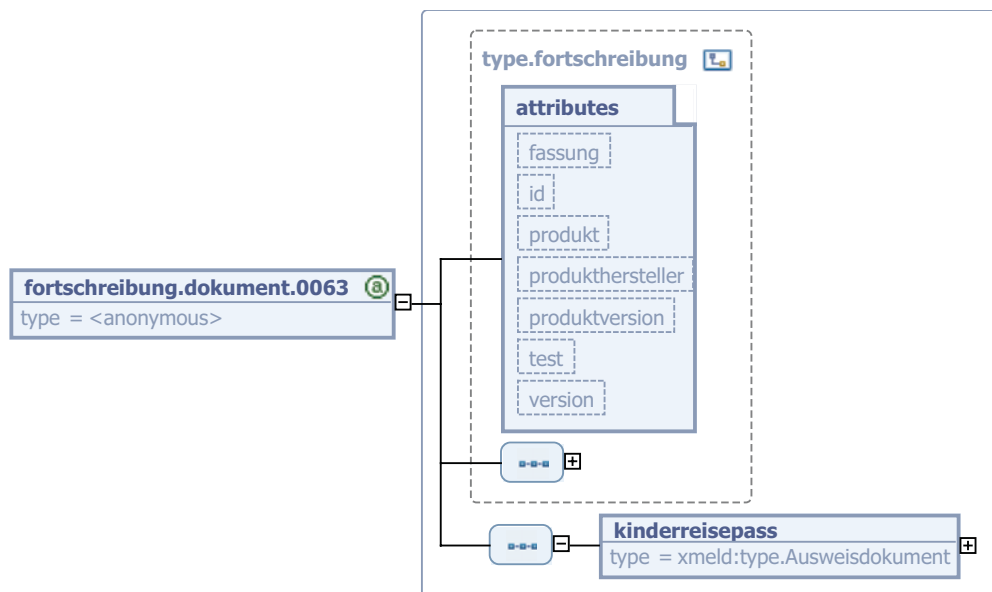 type.fortschreibung
attributes
fassung
id
produkt
produkthersteller
produktversion
test
version
fortschreibung.dokument.0063 a
type = <anonymous>
kinderreisepass
type = xmeld:type.Ausweisdokument